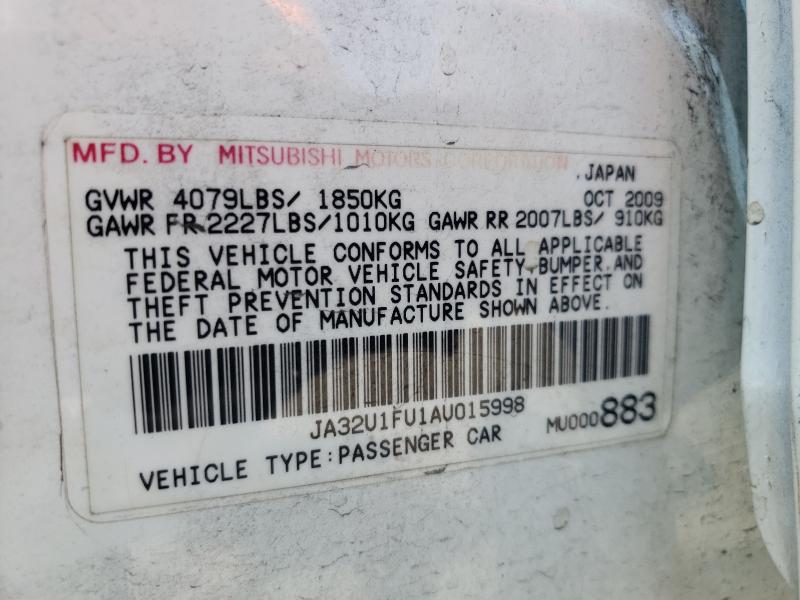 MFD. BY MITSUBISHI MOTORS CORPORATION
JAPAN
GVWR 4079LBS/ 1850KG OCT 2009
GAWR FR 2227LBS/1010KG GAWR RR 2007LBS/ 910KG
THIS VEHICLE CONFORMS TO ALL APPLICABLE
FEDERAL MOTOR VEHICLE SAFETY, BUMPER, AND
THEFT PREVENTION STANDARDS IN EFFECT ON
THE DATE OF MANUFACTURE SHOWN ABOVE.
JA32U1FU1AU015998
MU000883
VEHICLE TYPE:PASSENGER CAR